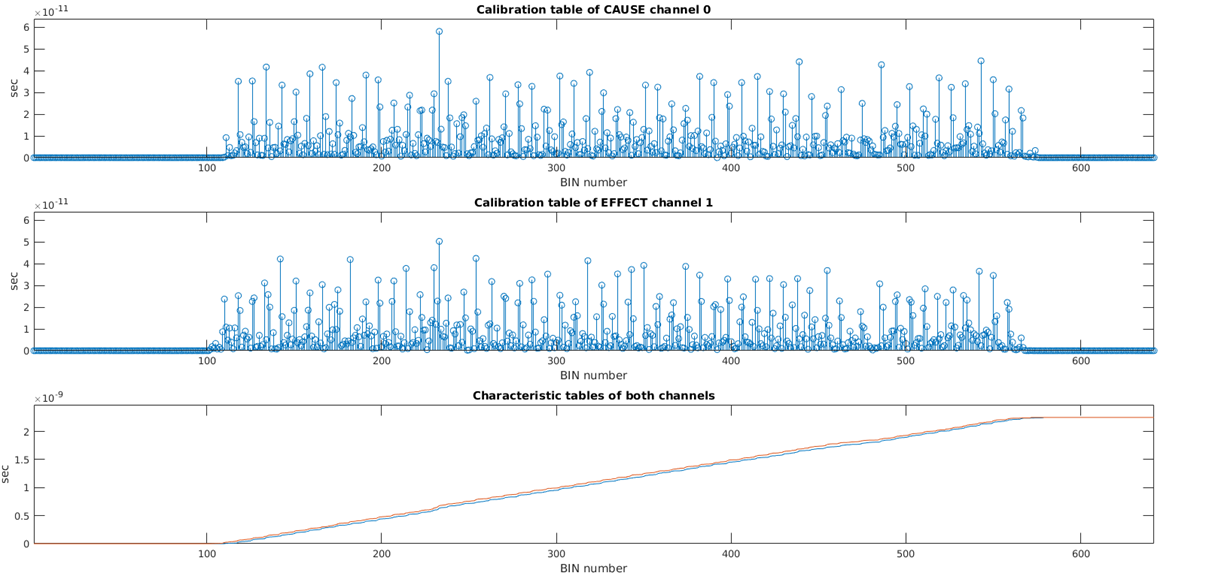 Calibration table of CAUSE channel 0
×10-11
6
5
4
3
2
1
0
sec
100 200 300 400 500 600
BIN number
Calibration table of EFFECT channel 1
×10-11
6
5
4
3
2
1
0
sec
100 200 300 400 500 600
BIN number
Characteristic tables of both channels
×10-9
2
1.5
1
0.5
0
sec
100 200 300 400 500 600
BIN number